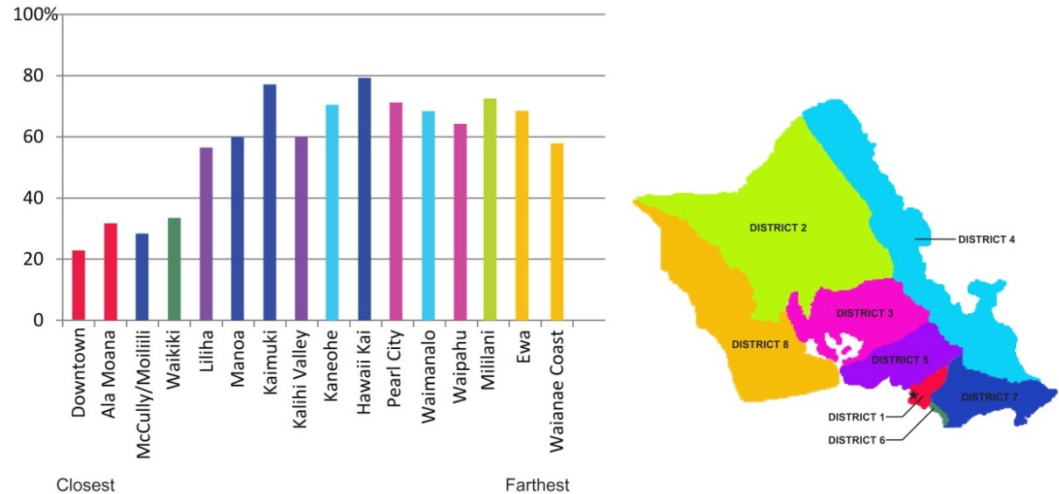 100%
80
60
40
20
0
Downtown
Ala Moana
McCully/Moiliili
Waikiki
Liliha
Manoa
Kaimuki
Kalihi Valley
Kaneohe
Hawaii Kai
Pearl City
Waimanalo
Waipahu
Mililani
Ewa
Waianae Coast
Closest
Farthest
DISTRICT 2
DISTRICT 4
DISTRICT 3
DISTRICT 8
DISTRICT 5
DISTRICT 7
DISTRICT 1
DISTRICT 6